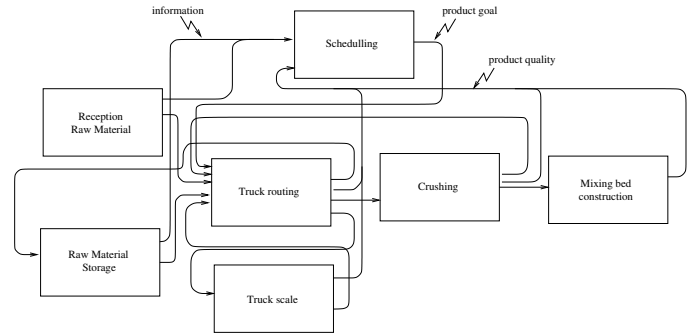 information
product goal
Schedulling
product quality
Reception
Raw Material
Truck routing
Crushing
Mixing bed
construction
Raw Material
Storage
Truck scale